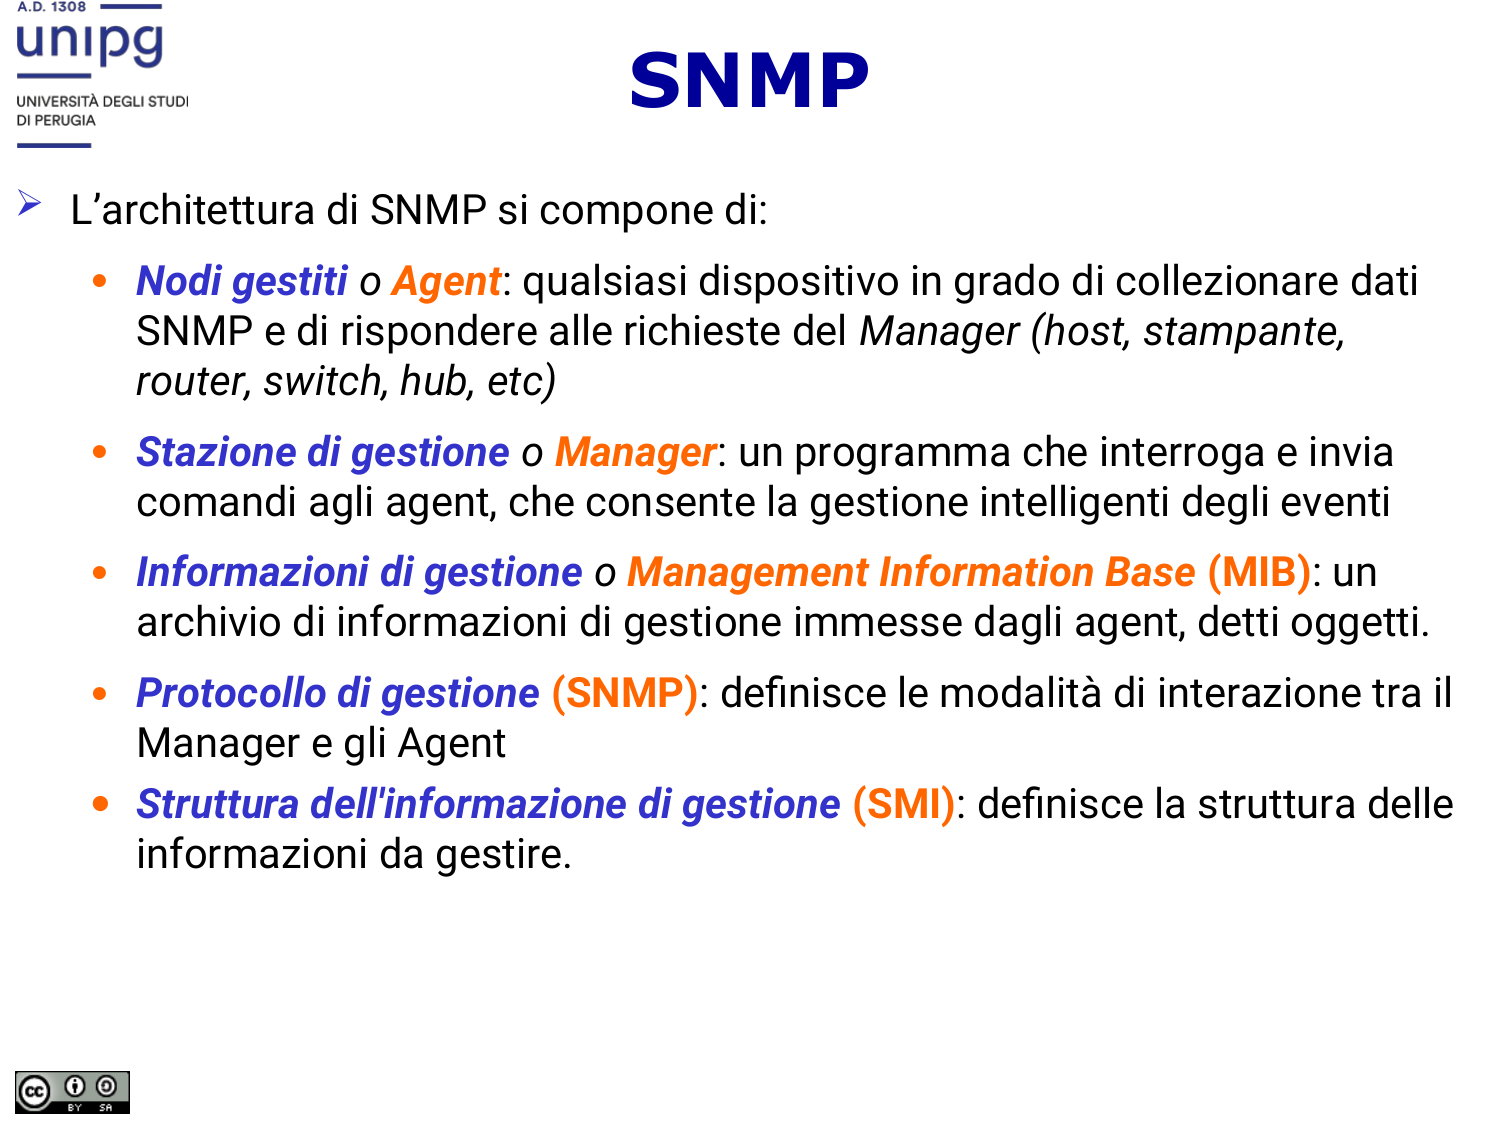 A.D. 1308
unipg
UNIVERSITÀ DEGLI STUDI
DI PERUGIA
SNMP
L’architettura di SNMP si compone di:
Nodi gestiti o Agent: qualsiasi dispositivo in grado di collezionare dati
SNMP e di rispondere alle richieste del Manager (host, stampante,
router, switch, hub, etc)
Stazione di gestione o Manager: un programma che interroga e invia
comandi agli agent, che consente la gestione intelligenti degli eventi
Informazioni di gestione o Management Information Base (MIB): un
archivio di informazioni di gestione immesse dagli agent, detti oggetti.
Protocollo di gestione (SNMP): definisce le modalità di interazione tra il
Manager e gli Agent
Struttura dell'informazione di gestione (SMI): definisce la struttura delle
informazioni da gestire.
cc
BY SA